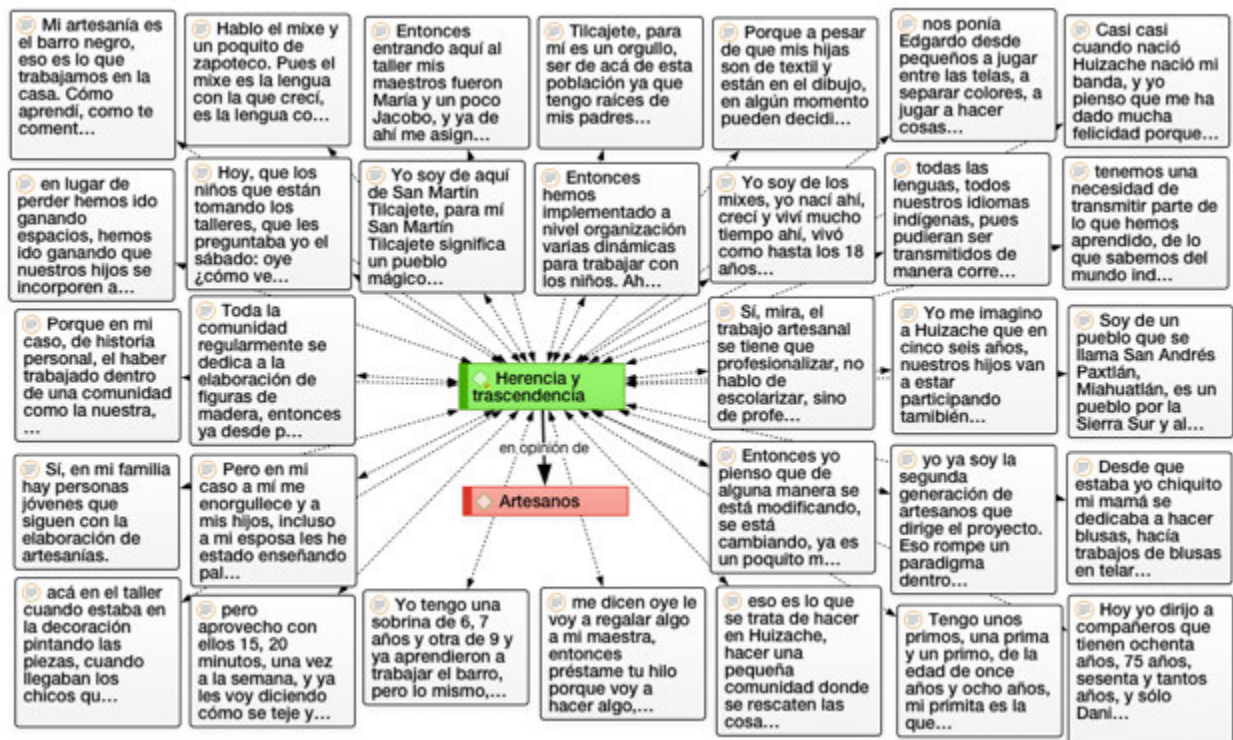 Mi artesanía es
el barro negro,
eso es lo que
trabajamos en la
casa. Cómo
aprendí, como te
coment...
Hablo el mixe y
un poquito de
zapoteco. Pues el
mixe es la lengua
con la que crecí,
es la lengua co...
Entonces
entrando aquí al
taller mis
maestros fueron
María y un poco
Jacobo, y ya de
ahí me asign...
Tilcajete, para
mí es un orgullo,
ser de acá de esta
población ya que
tengo raíces de
mis padres...
Porque a pesar
de que mis hijas
son de textil y
están en el dibujo,
en algún momento
pueden decidi...
nos ponía
Edgardo desde
pequeños a jugar
entre las telas, a
separar colores, a
jugar a hacer
cosas...
Casi casi
cuando nació
Huizache nació mi
banda, y yo
pienso que me ha
dado mucha
felicidad porque...
en lugar de
perder hemos ido
ganando
espacios, hemos
ido ganando que
nuestros hijos se
incorporen a...
Hoy, que los
niños que están
tomando los
talleres, que les
preguntaba yo el
sábado: oye
¿cómo ve...
Yo soy de aquí
de San Martín
Tilcajete, para mí
San Martín
Tilcajete significa
un pueblo
mágico...
Entonces
hemos
implementado a
nivel organización
varias dinámicas
para trabajar con
los niños. Ah...
Yo soy de los
mixes, yo nací ahí,
crecí y viví mucho
tiempo ahí, vivó
como hasta los 18
años...
todas las
lenguas, todos
nuestros idiomas
indígenas, pues
pudieran ser
transmitidos de
manera corre...
tenemos una
necesidad de
transmitir parte de
lo que hemos
aprendido, de lo
que sabemos del
mundo ind...
Porque en mi
caso, de historia
personal, el haber
trabajado dentro
de una comunidad
como la nuestra,
...
Toda la
comunidad
regularmente se
dedica a la
elaboración de
figuras de
madera, entonces
ya desde p...
Herencia y
trascendencia
Sí, mira, el
trabajo artesanal
se tiene que
profesionalizar, no
hablo de
escolarizar, sino
de profe...
Yo me imagino
a Huizache que en
cinco seis años,
nuestros hijos van
a estar
participando
tamibién...
Soy de un
pueblo que se
llama San Andrés
Paxtlán,
Miahuatlán, es un
pueblo por la
Sierra Sur y al...
en opinión de
Artesanos
Sí, en mi familia
hay personas
jóvenes que
siguen con la
elaboración de
artesanías.
Pero en mi
caso a mí me
enorgullece y a
mis hijos, incluso
a mi esposa les he
estado enseñando
pal...
Entonces yo
pienso que de
alguna manera se
está modificando,
se está
cambiando, ya es
un poquito m...
yo ya soy la
segunda
generación de
artesanos que
dirige el proyecto.
Eso rompe un
paradigma
dentro...
Desde que
estaba yo chiquito
mi mamá se
dedicaba a hacer
blusas, hacía
trabajos de blusas
en telar...
acá en el taller
cuando estaba en
la decoración
pintando las
piezas, cuando
llegaban los
chicos qu...
pero
aprovecho con
ellos 15, 20
minutos, una vez
a la semana, y ya
les voy diciendo
cómo se teje y...
Yo tengo una
sobrina de 6, 7
años y otra de 9 y
ya aprendieron a
trabajar el barro,
pero lo mismo,...
me dicen oye le
voy a regalar algo
a mi maestra,
entonces
préstame tu hilo
porque voy a
hacer algo,...
eso es lo que
se trata de hacer
en Huizache,
hacer una
pequeña
comunidad donde
se rescaten las
cosa...
Tengo unos
primos, una prima
y un primo, de la
edad de once
años y ocho años,
mi primita es la
que...
Hoy yo dirijo a
compañeros que
tienen ochenta
años, 75 años,
sesenta y tantos
años, y sólo
Dani...